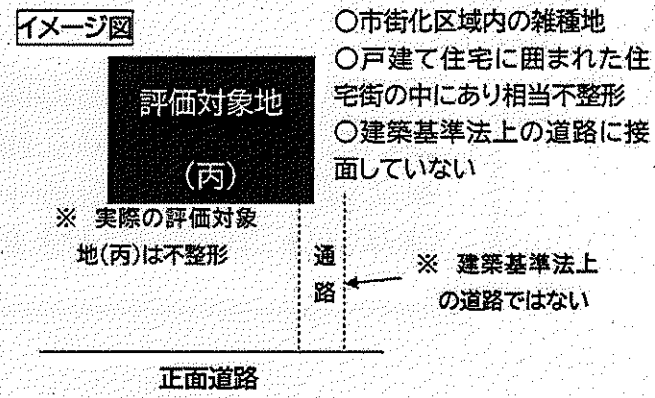 イメージ図
評価対象地
(丙)
○市街化区域内の雑種地
○戸建て住宅に囲まれた住
宅街の中にあり相当不整形
○建築基準法上の道路に接
面していない
※ 実際の評価対象
地(丙)は不整形
通
路
※ 建築基準法上
の道路ではない
正面道路